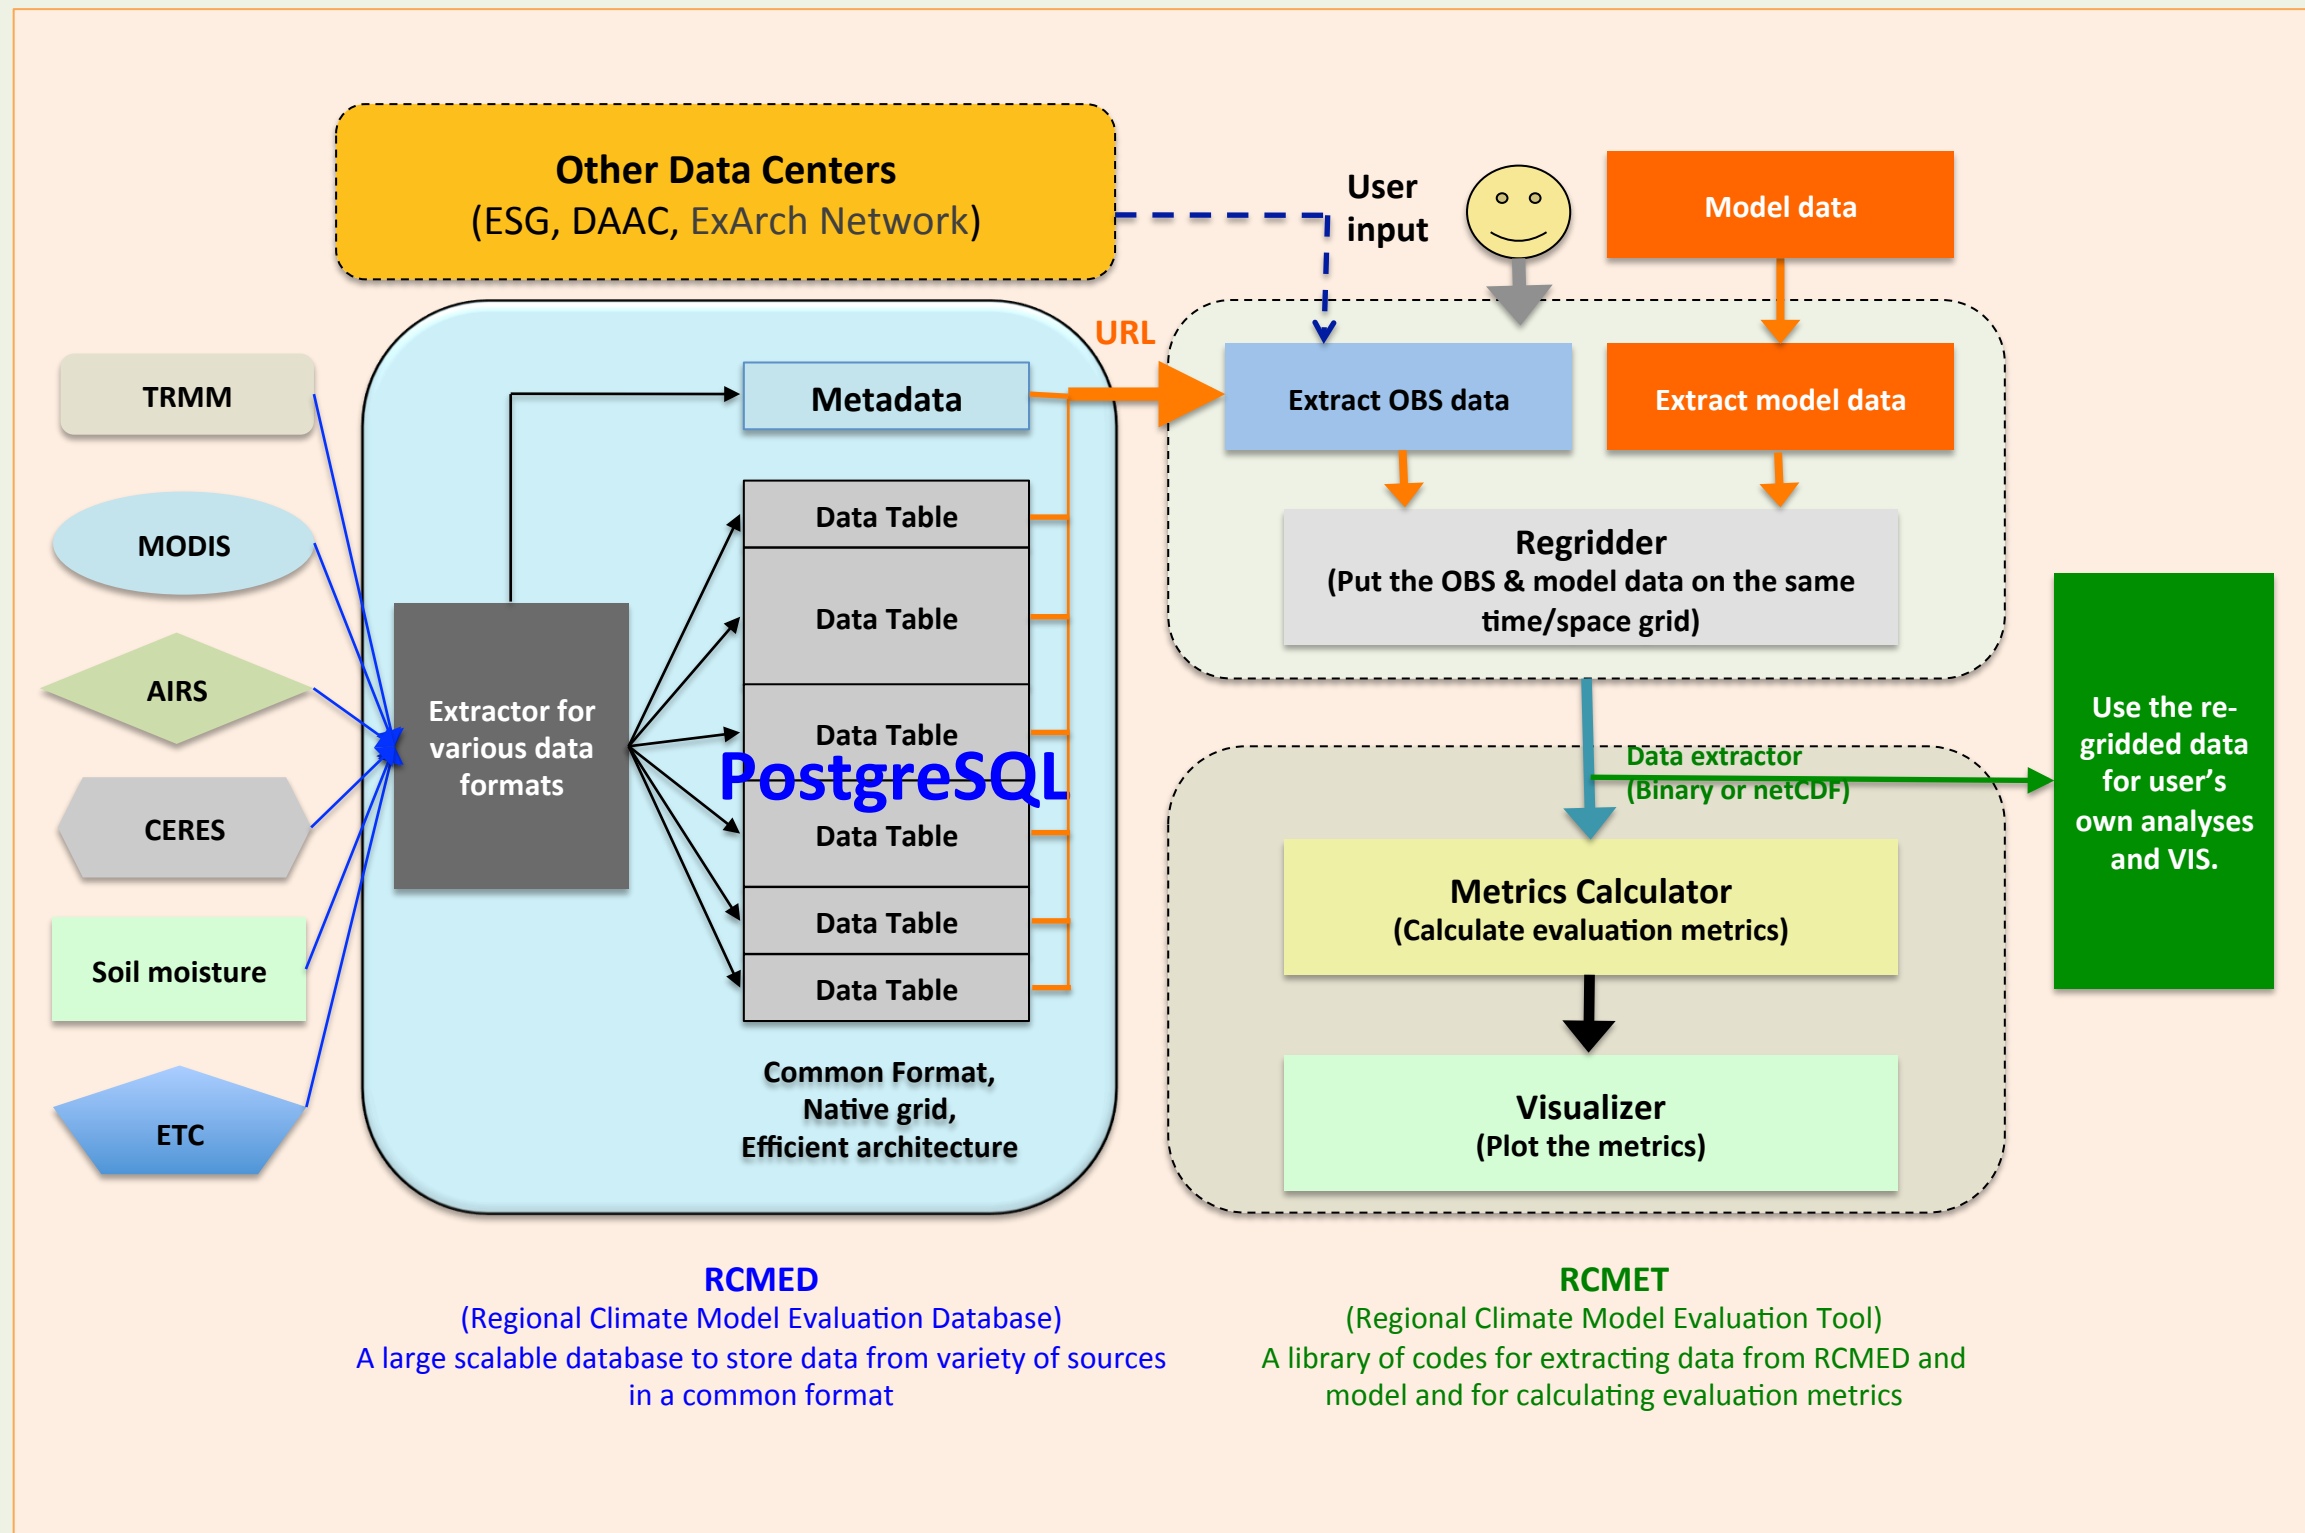 Other Data Centers
(ESG, DAAC, ExArch Network)
User
input
Model data
URL
TRMM
MODIS
AIRS
CERES
Soil moisture
ETC
Extractor for
various data
formats
Metadata
Data Table
Data Table
Data Table
PostgreSQL
Data Table
Data Table
Data Table
Common Format,
Native grid,
Efficient architecture
Extract OBS data
Extract model data
Regridder
(Put the OBS & model data on the same
time/space grid)
Data extractor
(Binary or netCDF)
Metrics Calculator
(Calculate evaluation metrics)
Visualizer
(Plot the metrics)
Use the re-
gridded data
for user’s
own analyses
and VIS.
RCMED
(Regional Climate Model Evaluation Database)
A large scalable database to store data from variety of sources
in a common format
RCMET
(Regional Climate Model Evaluation Tool)
A library of codes for extracting data from RCMED and
model and for calculating evaluation metrics